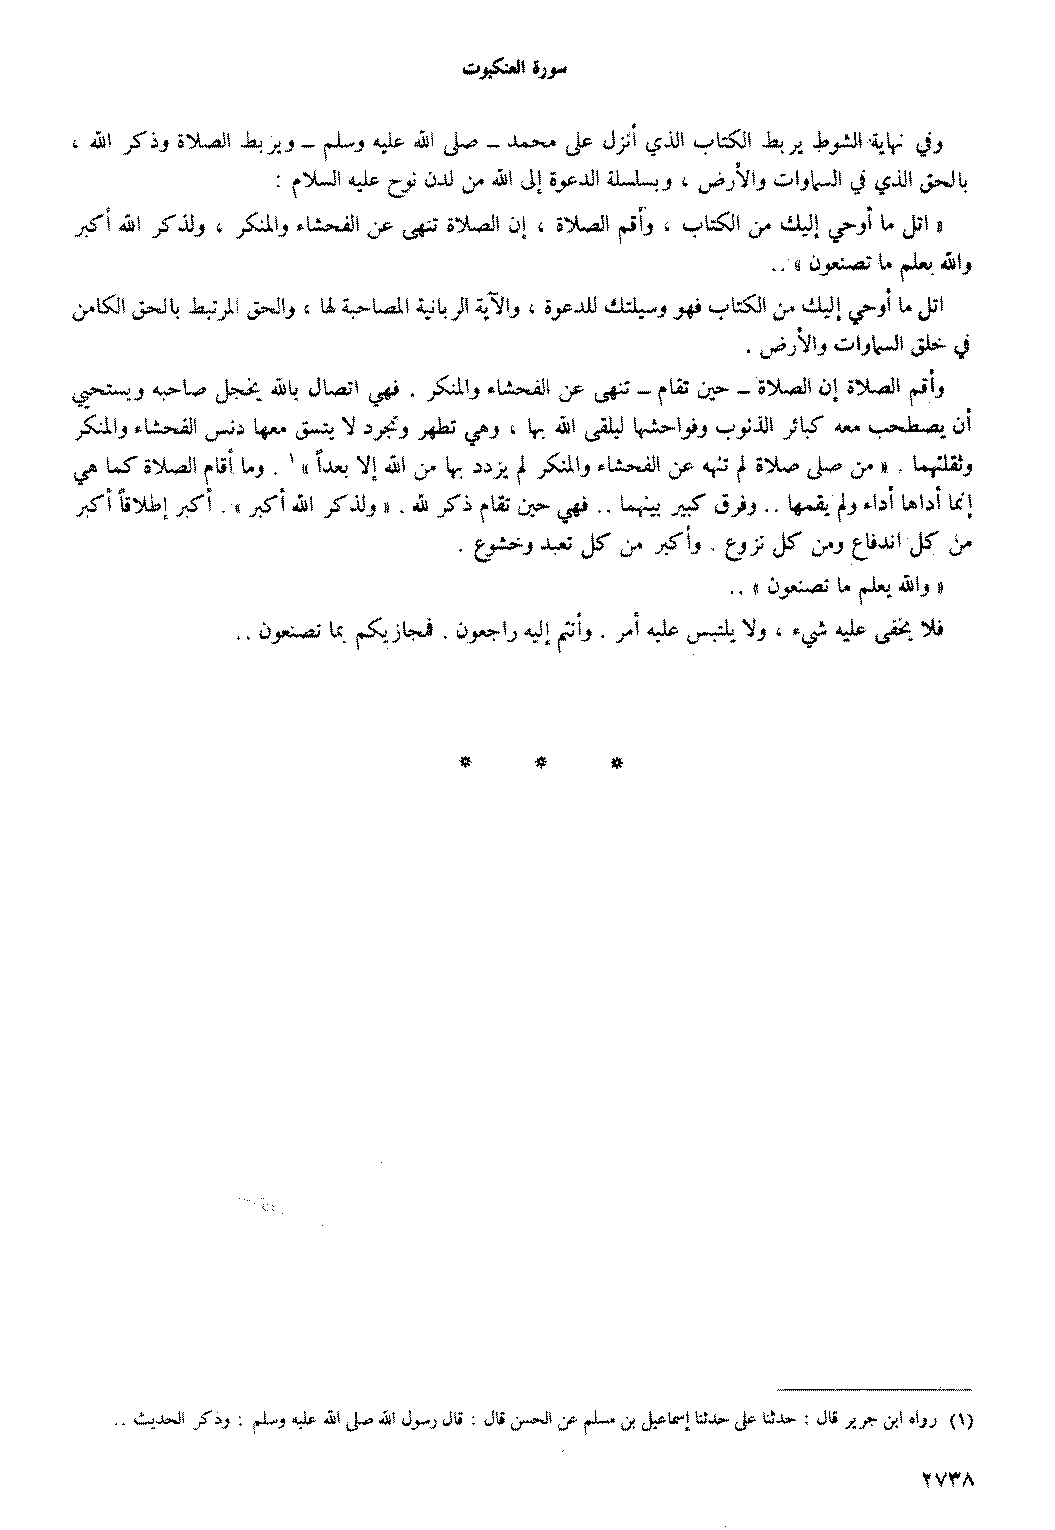 سورة العنكبوت
وفي نهاية الشوط يربط الكتاب الذي أنزل على محمد – صلى الله عليه وسلم – ويربط الصلاة وذكر الله ،
بالحق الذي في السماوات والأرض ، وبسلسلة الدعوة إلى الله من لدن نوح عليه السلام :
« اتل ما أوحي إليك من الكتاب ، وأقم الصلاة ، إن الصلاة تنهى عن الفحشاء والمنكر ، ولذكر الله أكبر
والله يعلم ما تصنعون » ..
اتل ما أوحي إليك من الكتاب فهو وسيلتك للدعوة ، والآية الربانية المصاحبة لها ، والحق المرتبط بالحق الكامن
في خلق السماوات والأرض .
وأقم الصلاة إن الصلاة – حين تقام – تنهى عن الفحشاء والمنكر . فهي اتصال بالله يخجل صاحبه ويستحيي
أن يصطحب معه كبائر الذنوب وفواحشها ليلقى الله بها ، وهي تطهر وتجرد لا يتسق معها دنس الفحشاء والمنكر
وثقلتهما . « من صلى صلاة لم تنهه عن الفحشاء والمنكر لم يزدد بها من الله إلا بعداً » ١ . وما أقام الصلاة كما هي
إنما أداها أداء ولم يقمها .. وفرق كبير بينهما .. فهي حين تقام ذكر لله . « ولذكر الله أكبر » . أكبر إطلاقاً أكبر
من كل اندفاع ومن كل نزوع . وأكبر من كل تعبد وخشوع .
« والله يعلم ما تصنعون » ..
فلا يخفى عليه شيء ، ولا يلتبس عليه أمر . وأنتم إليه راجعون . فمجازيكم بما تصنعون ..
* * *
(١) رواه ابن جرير قال : حدثنا علي حدثنا إسماعيل بن مسلم عن الحسن قال : قال رسول الله صلى الله عليه وسلم : وذكر الحديث ..
٢٧٣٨